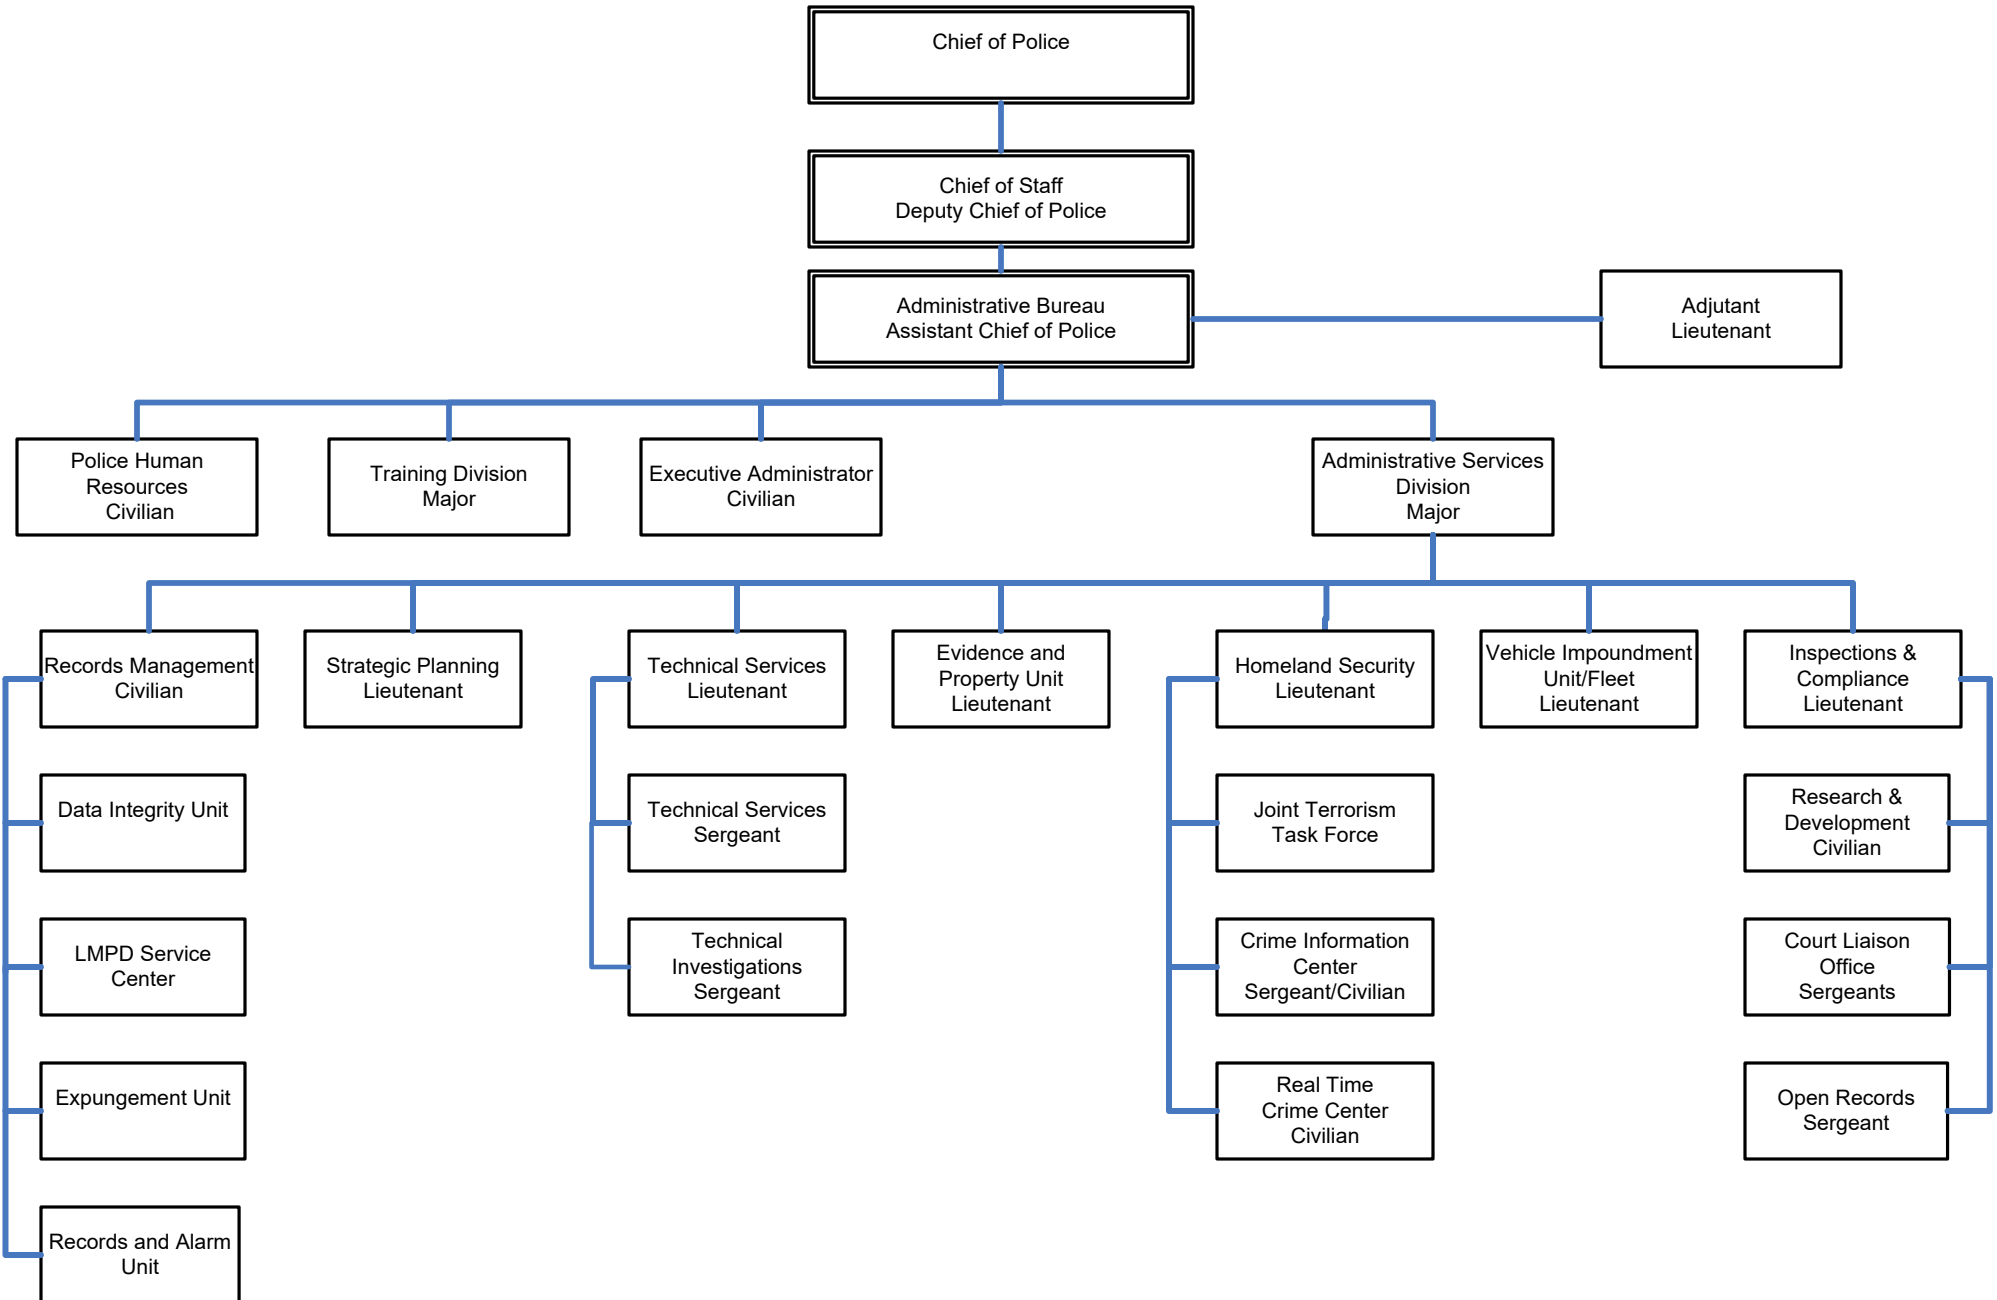 Chief of Police
Chief of Staff
Deputy Chief of Police
Administrative Bureau
Assistant Chief of Police
Adjutant
Lieutenant
Police Human
Resources
Civilian
Training Division
Major
Executive Administrator
Civilian
Administrative Services
Division
Major
Records Management
Civilian
Strategic Planning
Lieutenant
Technical Services
Lieutenant
Evidence and
Property Unit
Lieutenant
Homeland Security
Lieutenant
Vehicle Impoundment
Unit/Fleet
Lieutenant
Inspections &
Compliance
Lieutenant
Data Integrity Unit
Technical Services
Sergeant
Joint Terrorism
Task Force
Research &
Development
Civilian
LMPD Service
Center
Technical
Investigations
Sergeant
Crime Information
Center
Sergeant/Civilian
Court Liaison
Office
Sergeants
Expungement Unit
Real Time
Crime Center
Civilian
Open Records
Sergeant
Records and Alarm
Unit